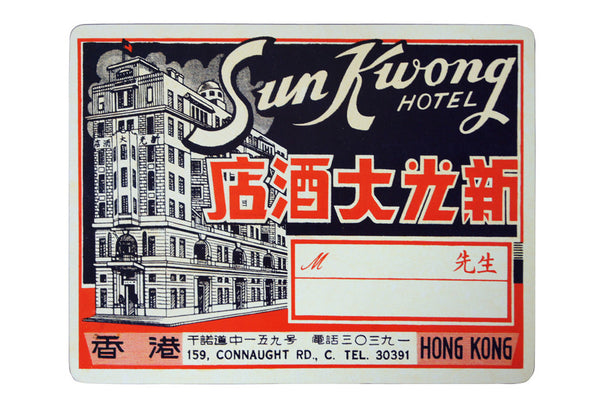 Sun Kwong
HOTEL
新光大酒店
M 先生
香港 干諾道中一五九号 電話三〇三九一
159, CONNAUGHT RD., C. TEL. 30391 HONG KONG